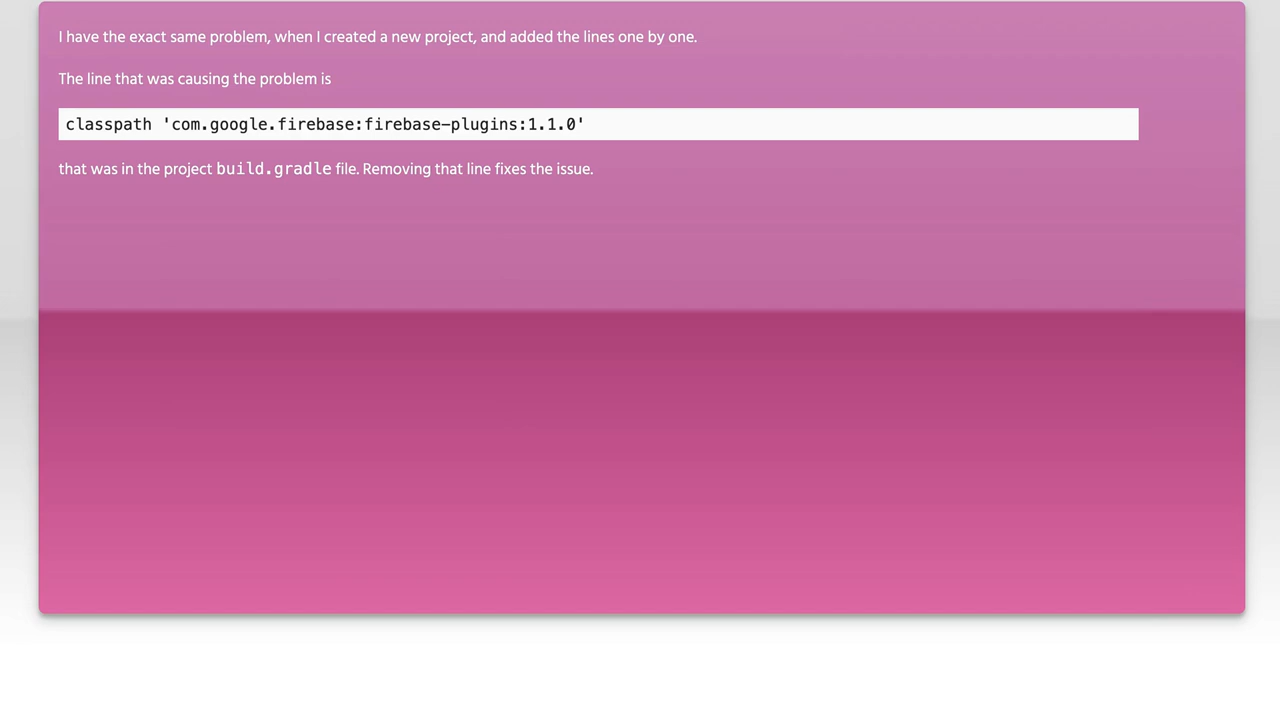 I have the exact same problem, when I created a new project, and added the lines one by one.
The line that was causing the problem is
classpath 'com.google.firebase:firebase-plugins:1.1.0'
that was in the project build.gradle file. Removing that line fixes the issue.